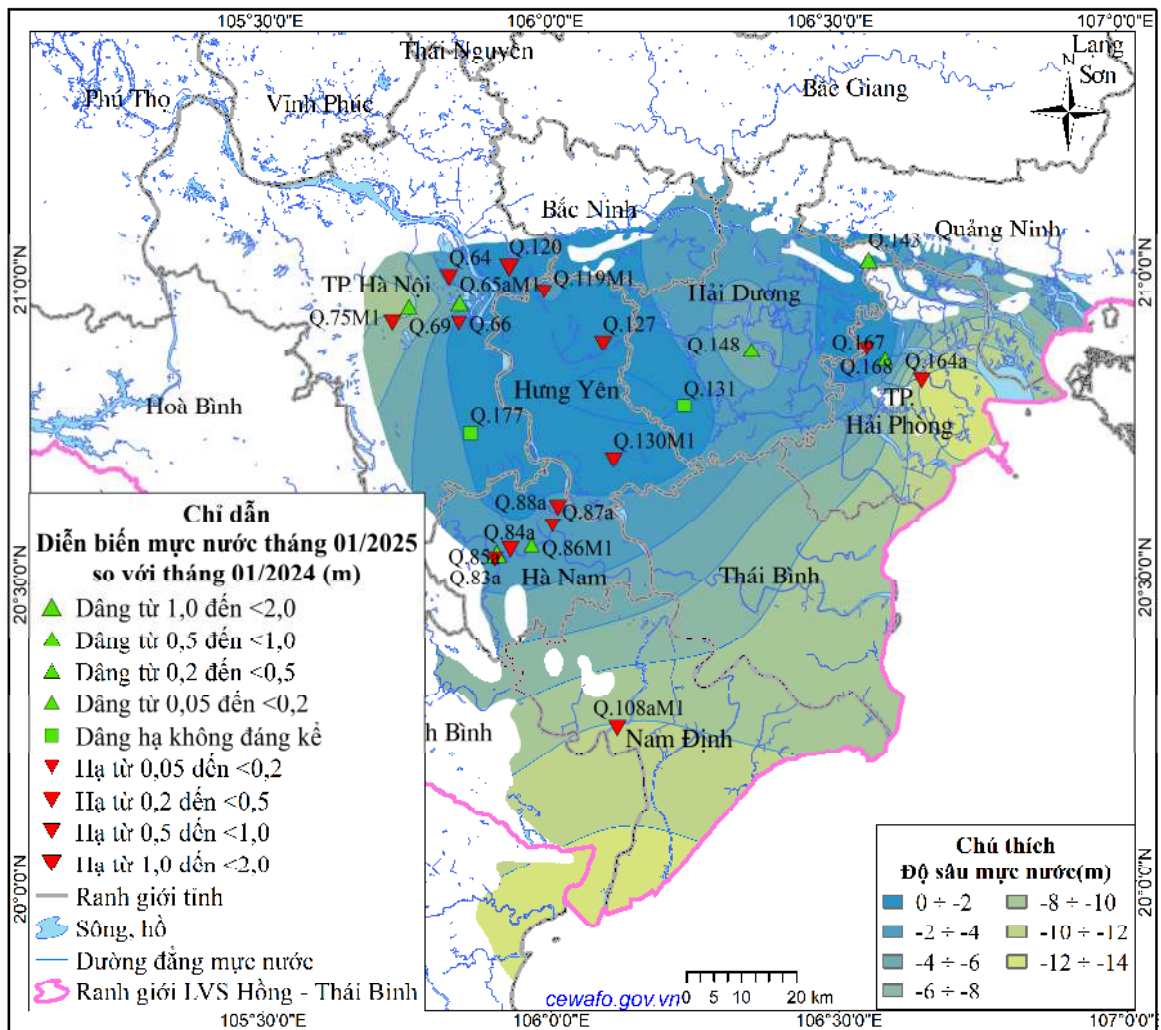 105°30'0"E 106°0'0"E 106°30'0"E 107°0'0"E
Thái Nguyên
Lạng
Sơn
N
Phú Thọ
Vĩnh Phúc
Bắc Giang
Bắc Ninh
Quảng Ninh
Q.143
Q.120
Q.64
21°0'0"N
21°0'0"N
TP. Hà Nội
Q.65aM1
Q.119M1
Hải Dương
Q.75M1
Q.69
Q.66
Q.127
Q.148
Q.167
Q.168
Q.164a
Hưng Yên
Q.131
TP.
Hải Phòng
Hoà Bình
Q.177
Q.130M1
Q.88a
Q.87a
Q.84a
Q.86M1
Q.85a
Q.83a
Hà Nam
Thái Bình
20°30'0"N
20°30'0"N
Q.108aM1
h Bình
Nam Định
20°0'0"N
20°0'0"N
Chỉ dẫn
Diễn biến mực nước tháng 01/2025
so với tháng 01/2024 (m)
Dâng từ 1,0 đến <2,0
Dâng từ 0,5 đến <1,0
Dâng từ 0,2 đến <0,5
Dâng từ 0,05 đến <0,2
Dâng hạ không đáng kể
Hạ từ 0,05 đến <0,2
Hạ từ 0,2 đến <0,5
Hạ từ 0,5 đến <1,0
Hạ từ 1,0 đến <2,0
Ranh giới tỉnh
Sông, hồ
Đường đẳng mực nước
Ranh giới LVS Hồng - Thái Bình
Chú thích
Độ sâu mực nước(m)
0 ÷ -2
-2 ÷ -4
-4 ÷ -6
-6 ÷ -8
-8 ÷ -10
-10 ÷ -12
-12 ÷ -14
cewafo.gov.vn
0 5 10 20 km
105°30'0"E 106°0'0"E 106°30'0"E 107°0'0"E